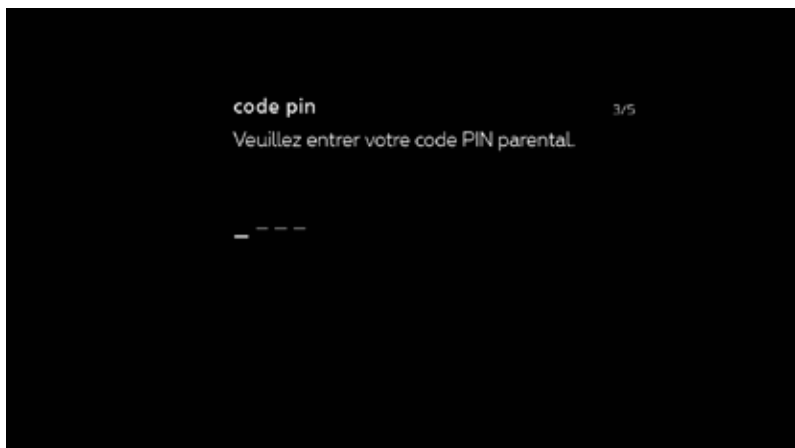 code pin
3/5
Veuillez entrer votre code PIN parental.
_ _ _ _